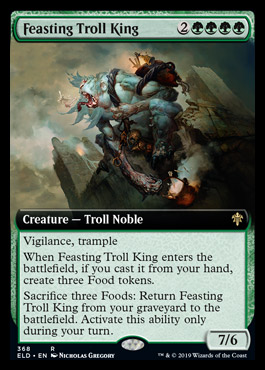 Feasting Troll King 2
Creature — Troll Noble
Vigilance, trample
When Feasting Troll King enters the
battlefield, if you cast it from your hand,
create three Food tokens.
Sacrifice three Foods: Return Feasting
Troll King from your graveyard to the
battlefield. Activate this ability only
during your turn.
7/6
368 R
ELD • EN Nicholas Gregory
™ & © 2019 Wizards of the Coast